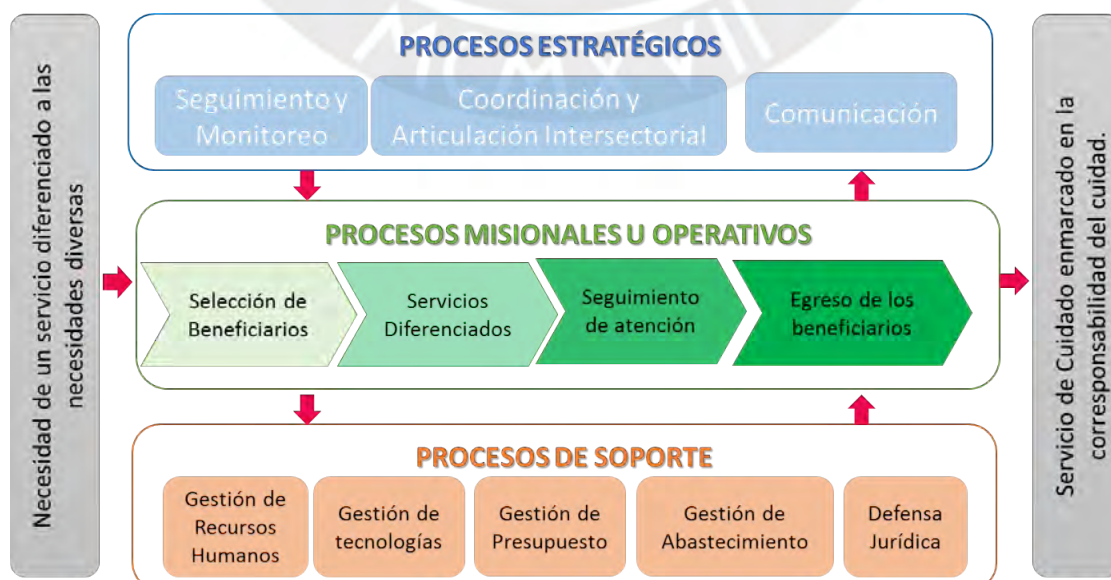 Necesidad de un servicio diferenciado a las
necesidades diversas
PROCESOS ESTRATÉGICOS
Seguimiento y
Monitoreo
Coordinación y
Articulación Intersectorial
Comunicación
PROCESOS MISIONALES U OPERATIVOS
Selección de
Beneficiarios
Servicios
Diferenciados
Seguimiento
de atención
Egreso de los
beneficiarios
PROCESOS DE SOPORTE
Gestión de
Recursos
Humanos
Gestión de
tecnologías
Gestión de
Presupuesto
Gestión de
Abastecimiento
Defensa
Jurídica
Servicio de Cuidado enmarcado en la
corresponsabilidad del cuidad.